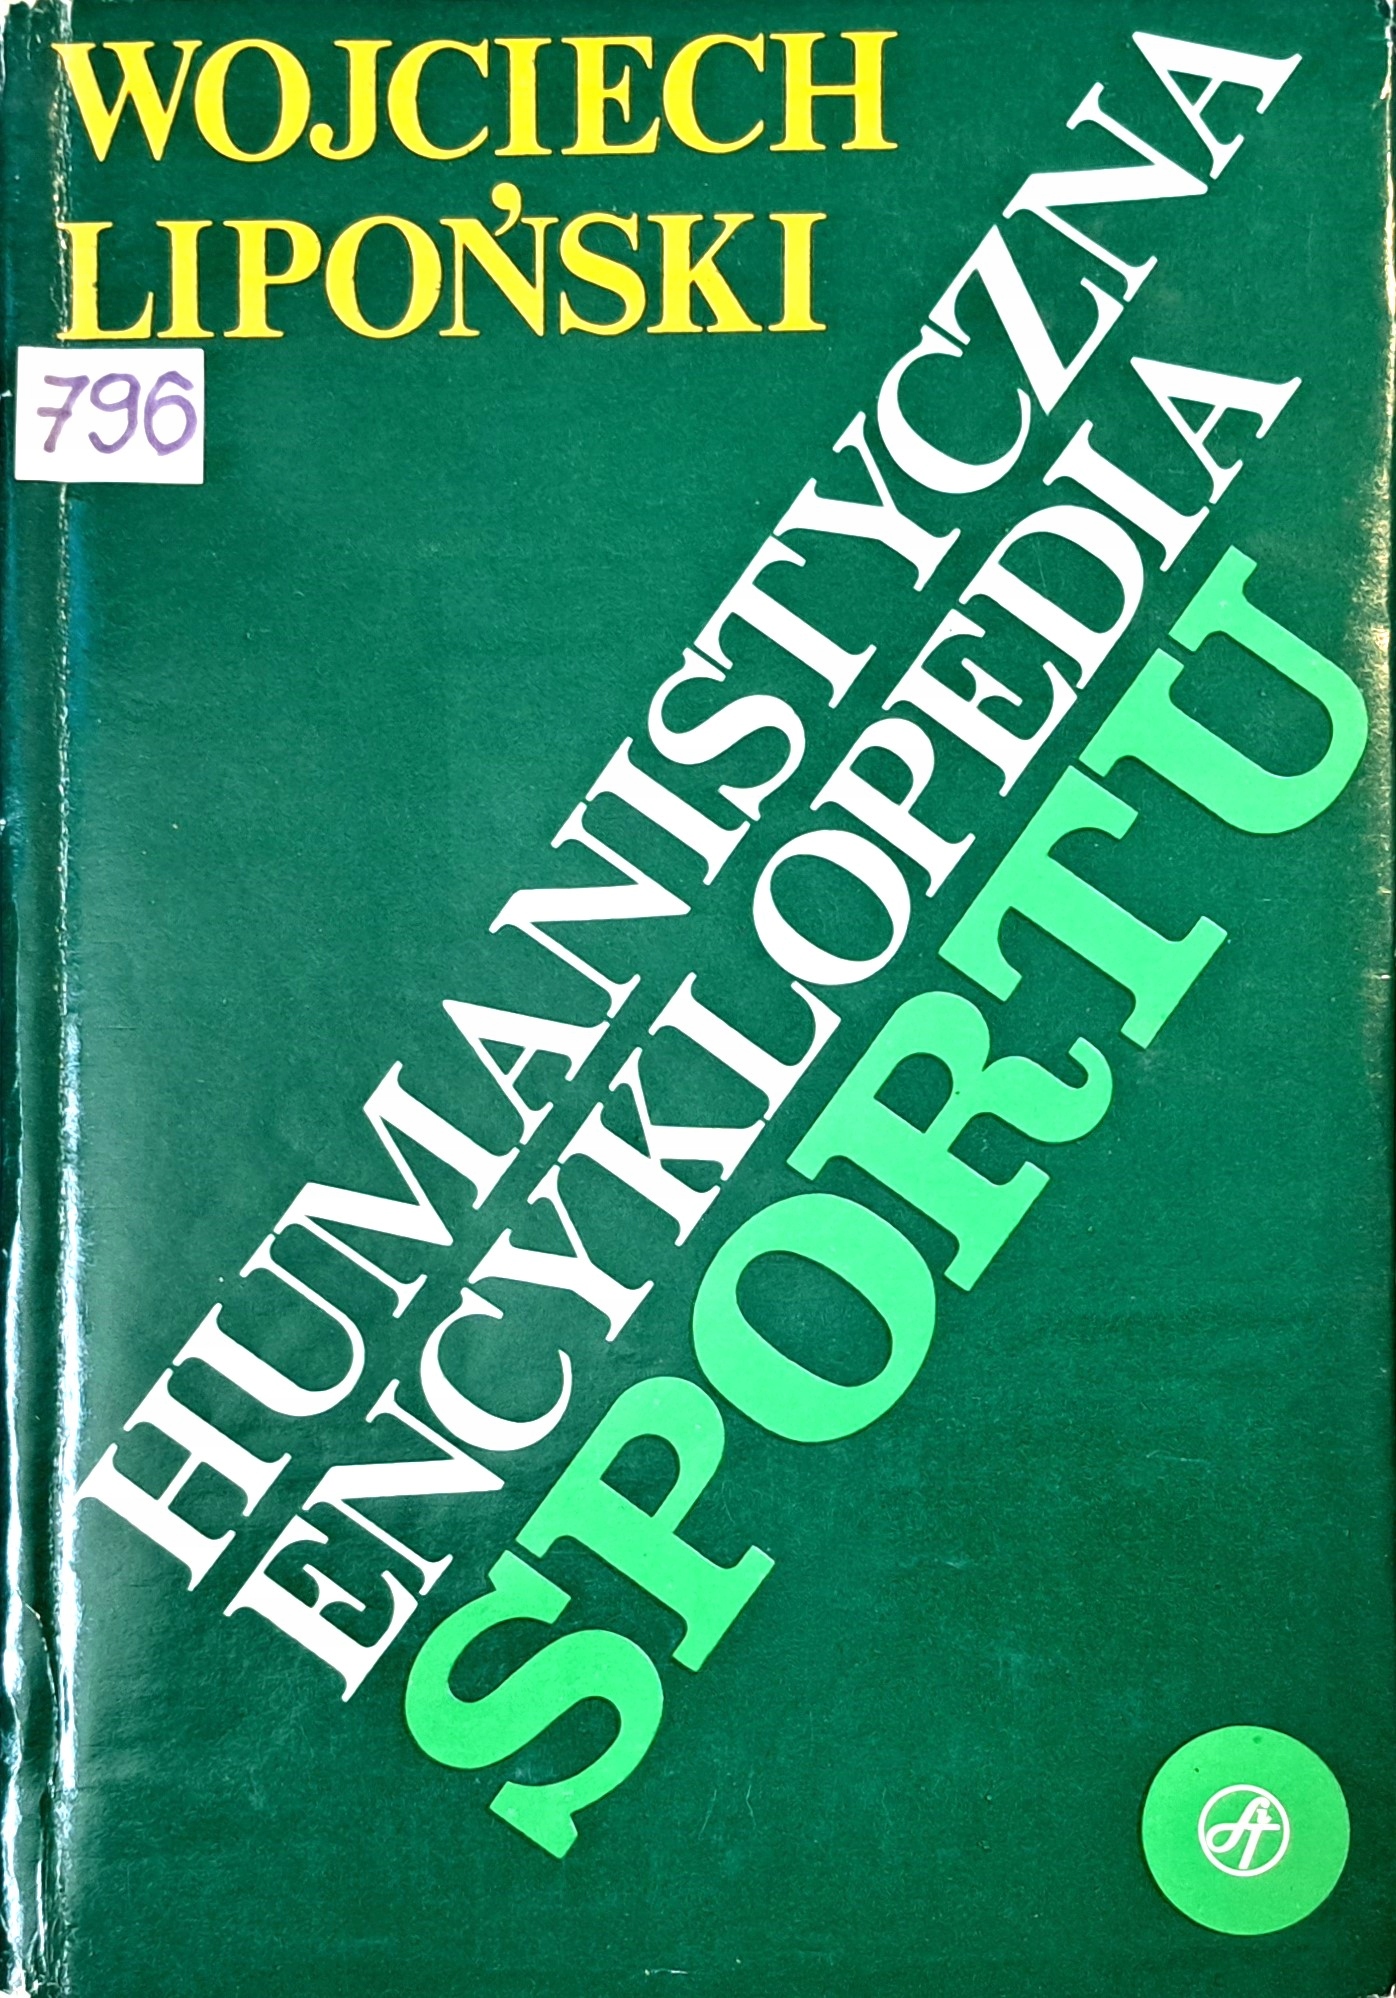 WOJCIECH
LIPOŃSKI
796
HUMANISTYCZNA
ENCYKLOPEDIA
SPORTU